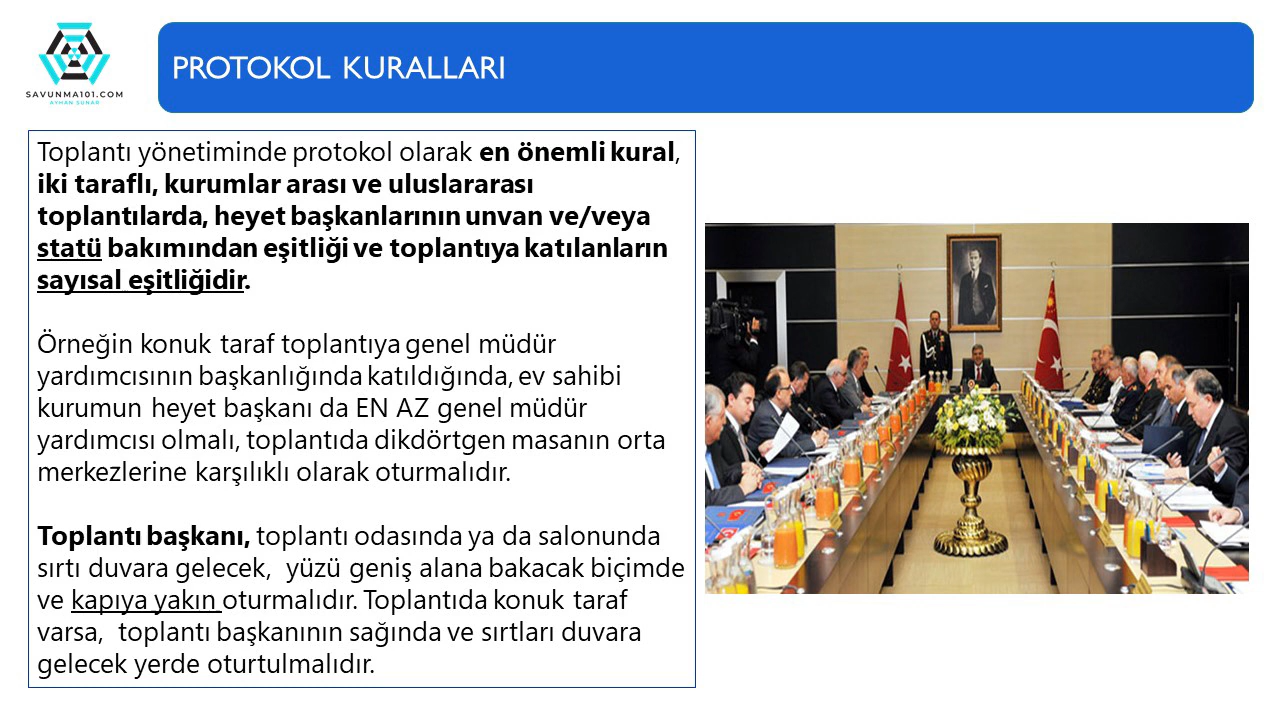 SAVUNMA101.COM
AYHAN SUNAR
PROTOKOL KURALLARI
Toplantı yönetiminde protokol olarak en önemli kural,
iki taraflı, kurumlar arası ve uluslararası
toplantılarda, heyet başkanlarının unvan ve/veya
statü bakımından eşitliği ve toplantıya katılanların
sayısal eşitliğidir.
Örneğin konuk taraf toplantıya genel müdür
yardımcısının başkanlığında katıldığında, ev sahibi
kurumun heyet başkanı da EN AZ genel müdür
yardımcısı olmalı, toplantıda dikdörtgen masanın orta
merkezlerine karşılıklı olarak oturmalıdır.
Toplantı başkanı, toplantı odasında ya da salonunda
sırtı duvara gelecek, yüzü geniş alana bakacak biçimde
ve kapıya yakın oturmalıdır. Toplantıda konuk taraf
varsa, toplantı başkanının sağında ve sırtları duvara
gelecek yerde oturtulmalıdır.